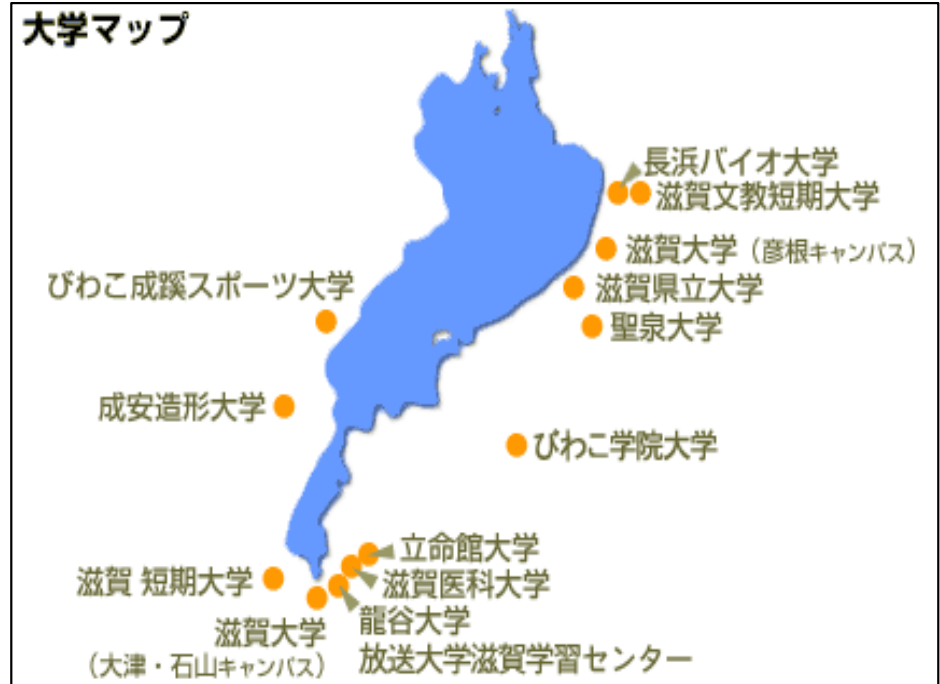 大学マップ
長浜バイオ大学
滋賀文教短期大学
滋賀大学（彦根キャンパス）
びわこ成蹊スポーツ大学
滋賀県立大学
聖泉大学
成安造形大学
びわこ学院大学
立命館大学
滋賀 短期大学
滋賀医科大学
龍谷大学
滋賀大学
（大津・石山キャンパス）
放送大学滋賀学習センター